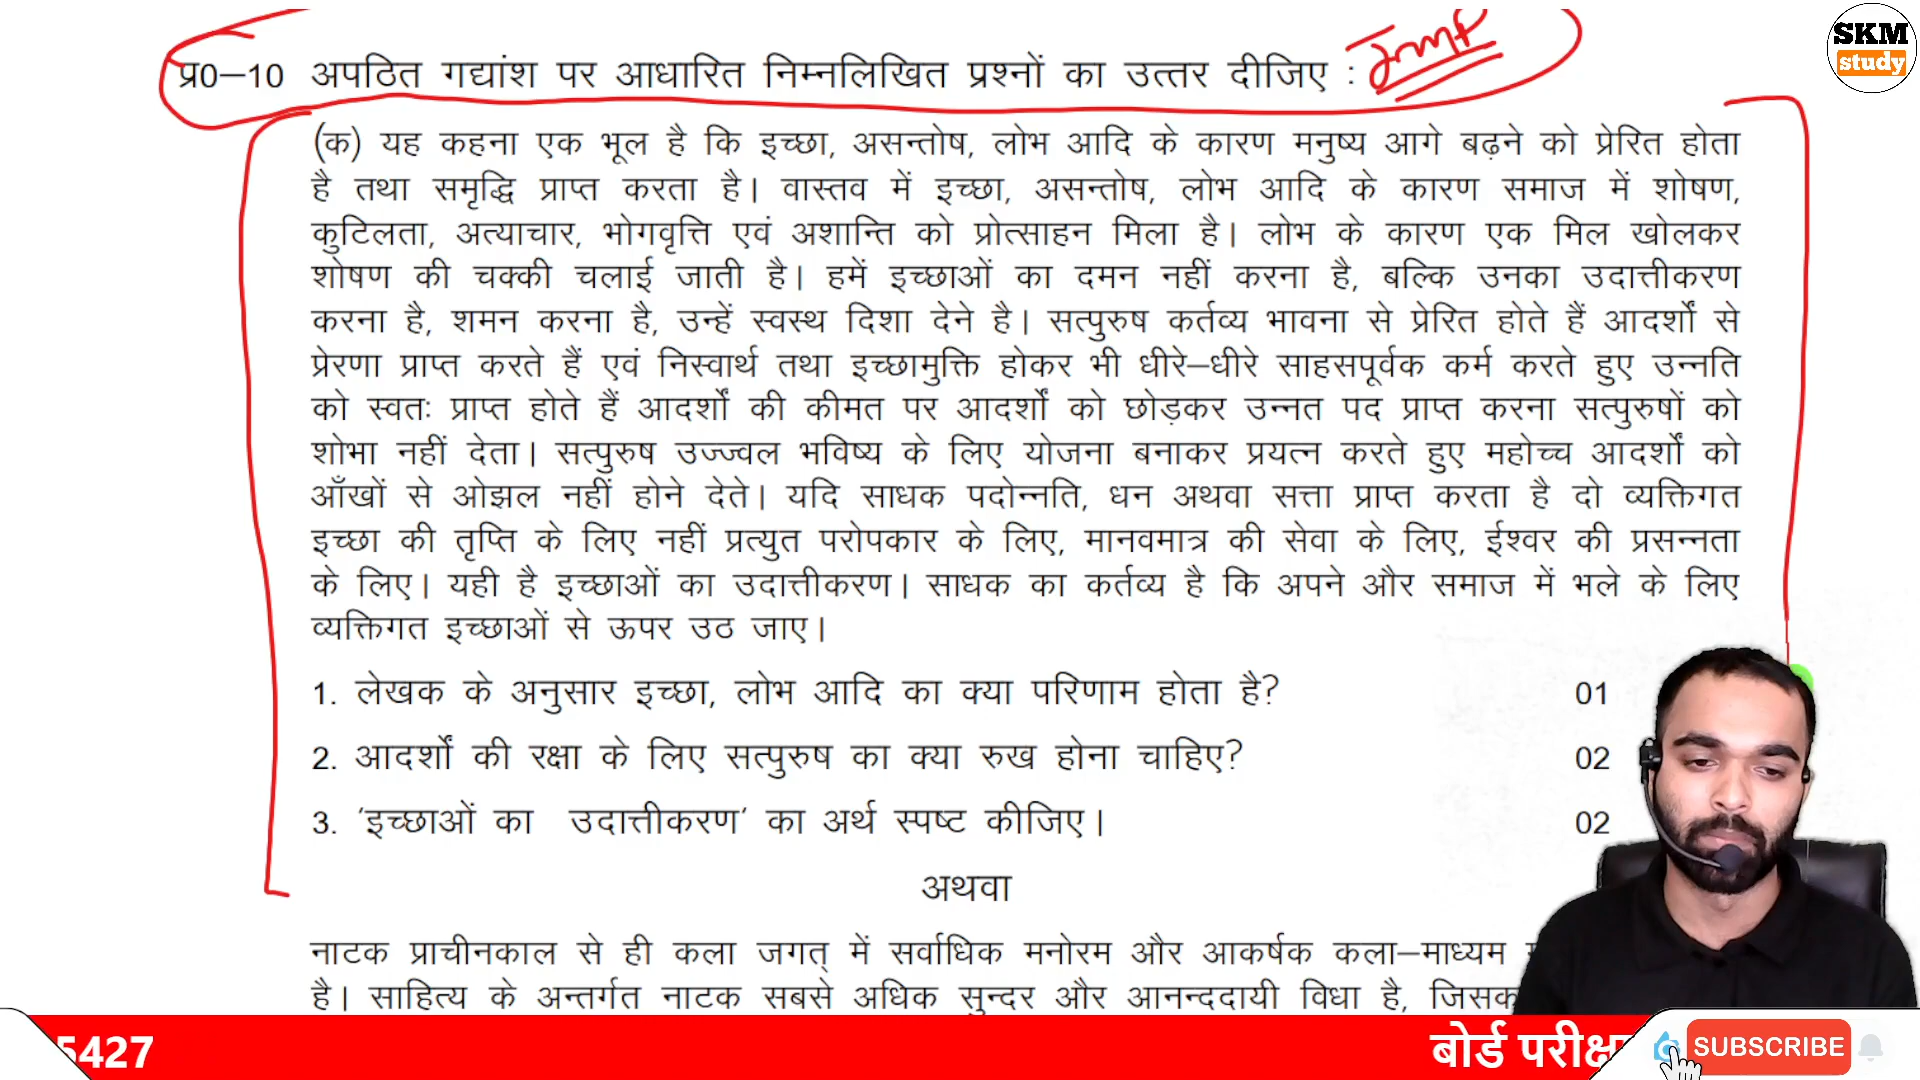 SKM
study
प्र0–10 अपठित गद्यांश पर आधारित निम्नलिखित प्रश्नों का उत्तर दीजिए : Imp
(क) यह कहना एक भूल है कि इच्छा, असन्तोष, लोभ आदि के कारण मनुष्य आगे बढ़ने को प्रेरित होता
है तथा समृद्धि प्राप्त करता है। वास्तव में इच्छा, असन्तोष, लोभ आदि के कारण समाज में शोषण,
कुटिलता, अत्याचार, भोगवृत्ति एवं अशान्ति को प्रोत्साहन मिला है। लोभ के कारण एक मिल खोलकर
शोषण की चक्की चलाई जाती है। हमें इच्छाओं का दमन नहीं करना है, बल्कि उनका उदात्तीकरण
करना है, शमन करना है, उन्हें स्वस्थ दिशा देने है। सत्पुरुष कर्तव्य भावना से प्रेरित होते हैं आदर्शों से
प्रेरणा प्राप्त करते हैं एवं निस्वार्थ तथा इच्छामुक्ति होकर भी धीरे–धीरे साहसपूर्वक कर्म करते हुए उन्नति
को स्वतः प्राप्त होते हैं आदर्शों की कीमत पर आदर्शों को छोड़कर उन्नत पद प्राप्त करना सत्पुरुषों को
शोभा नहीं देता। सत्पुरुष उज्ज्वल भविष्य के लिए योजना बनाकर प्रयत्न करते हुए महोच्च आदर्शों को
आँखों से ओझल नहीं होने देते। यदि साधक पदोन्नति, धन अथवा सत्ता प्राप्त करता है दो व्यक्तिगत
इच्छा की तृप्ति के लिए नहीं प्रत्युत परोपकार के लिए, मानवमात्र की सेवा के लिए, ईश्वर की प्रसन्नता
के लिए। यही है इच्छाओं का उदात्तीकरण। साधक का कर्तव्य है कि अपने और समाज में भले के लिए
व्यक्तिगत इच्छाओं से ऊपर उठ जाए।
1. लेखक के अनुसार इच्छा, लोभ आदि का क्या परिणाम होता है? 01
2. आदर्शों की रक्षा के लिए सत्पुरुष का क्या रुख होना चाहिए? 02
3. ‘इच्छाओं का उदात्तीकरण’ का अर्थ स्पष्ट कीजिए। 02
अथवा
नाटक प्राचीनकाल से ही कला जगत् में सर्वाधिक मनोरम और आकर्षक कला–माध्यम
है। साहित्य के अन्तर्गत नाटक सबसे अधिक सुन्दर और आनन्ददायी विधा है,
5427 बोर्ड SUBSCRIBE